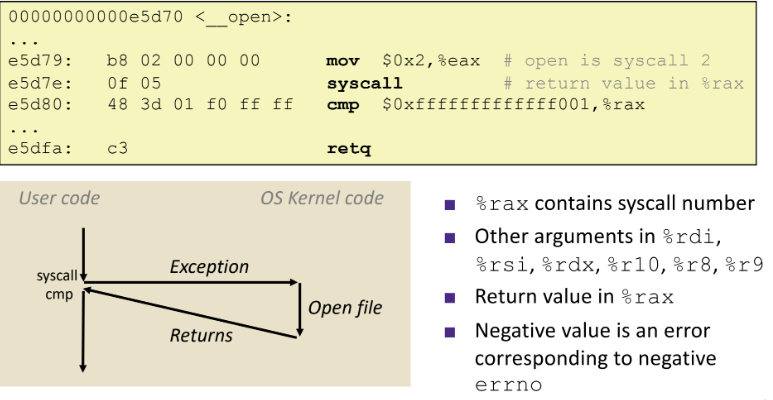 00000000000e5d70 <__open>:
...
e5d79: b8 02 00 00 00 mov $0x2,%eax # open is syscall 2
e5d7e: 0f 05 syscall # return value in %rax
e5d80: 48 3d 01 f0 ff ff cmp $0xfffffffffffff001,%rax
...
e5dfa: c3 retq
User code OS Kernel code
syscall
cmp
Exception
Open file
Returns
%rax contains syscall number
Other arguments in %rdi,
%rsi, %rdx, %r10, %r8, %r9
Return value in %rax
Negative value is an error
corresponding to negative
errno